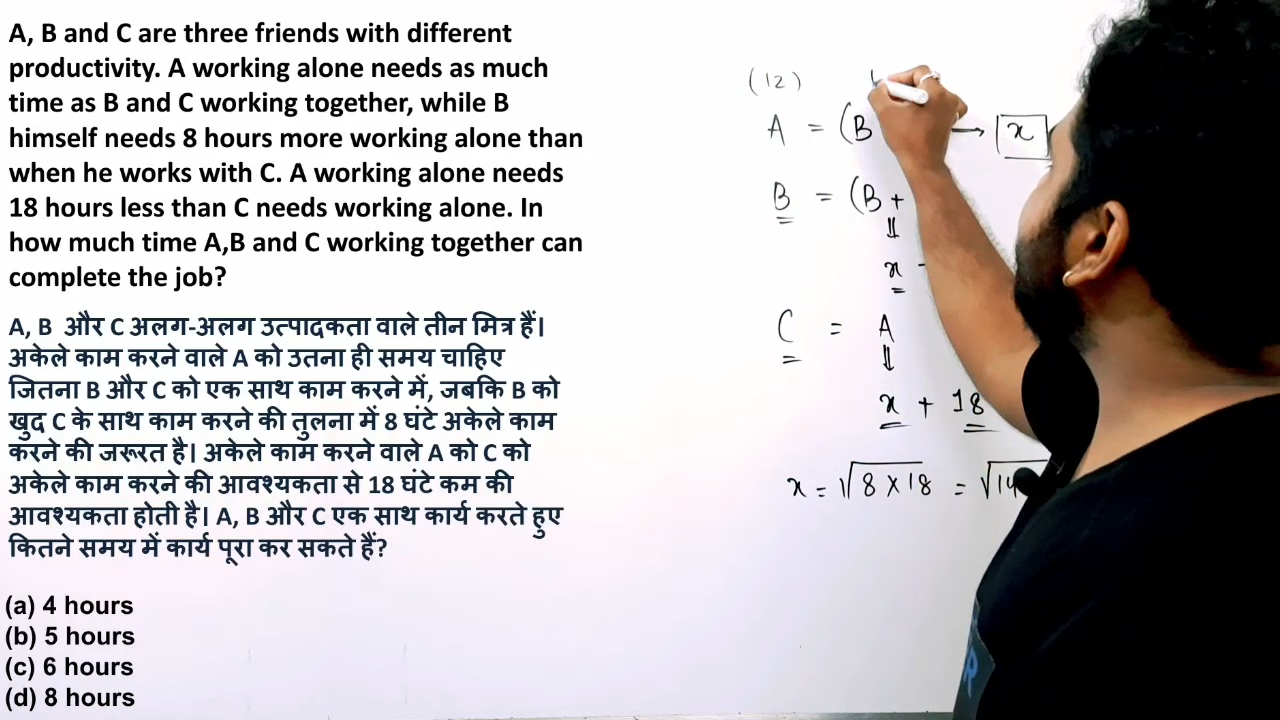 A, B and C are three friends with different
productivity. A working alone needs as much
time as B and C working together, while B
himself needs 8 hours more working alone than
when he works with C. A working alone needs
18 hours less than C needs working alone. In
how much time A,B and C working together can
complete the job?
A, B और C अलग-अलग उत्पादकता वाले तीन मित्र हैं।
अकेले काम करने वाले A को उतना ही समय चाहिए
जितना B और C को एक साथ काम करने में, जबकि B को
खुद C के साथ काम करने की तुलना में 8 घंटे अकेले काम
करने की जरूरत है। अकेले काम करने वाले A को C को
अकेले काम करने की आवश्यकता से 18 घंटे कम की
आवश्यकता होती है। A, B और C एक साथ कार्य करते हुए
कितने समय में कार्य पूरा कर सकते हैं?
(a) 4 hours
(b) 5 hours
(c) 6 hours
(d) 8 hours
(12)
A = (B → x
B = (B +
x
C = A
x + 18
x = √8 × 18 = √14